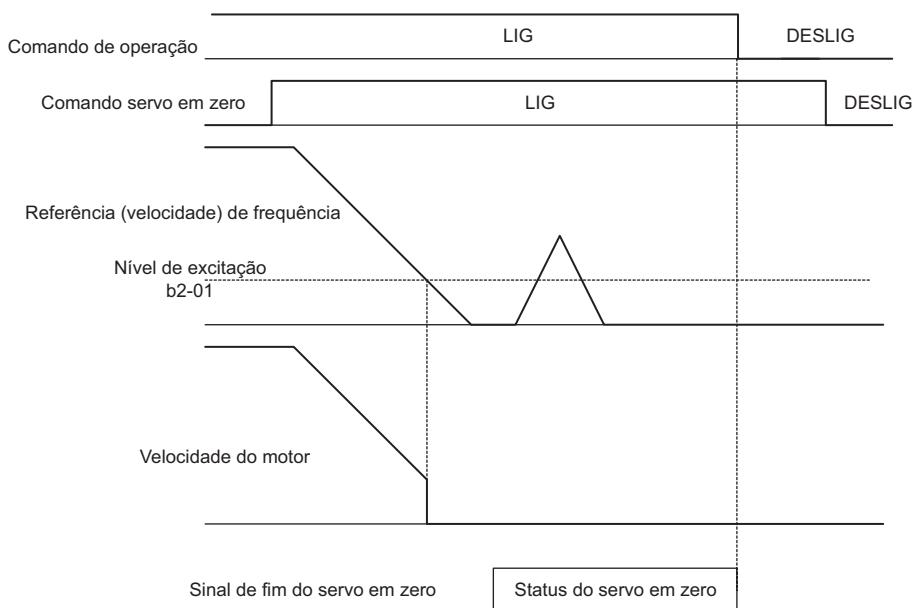 Comando de operação
LIG
DESLIG
Comando servo em zero
LIG
DESLIG
Referência (velocidade) de frequência
Nível de excitação
b2-01
Velocidade do motor
Sinal de fim do servo em zero
Status do servo em zero